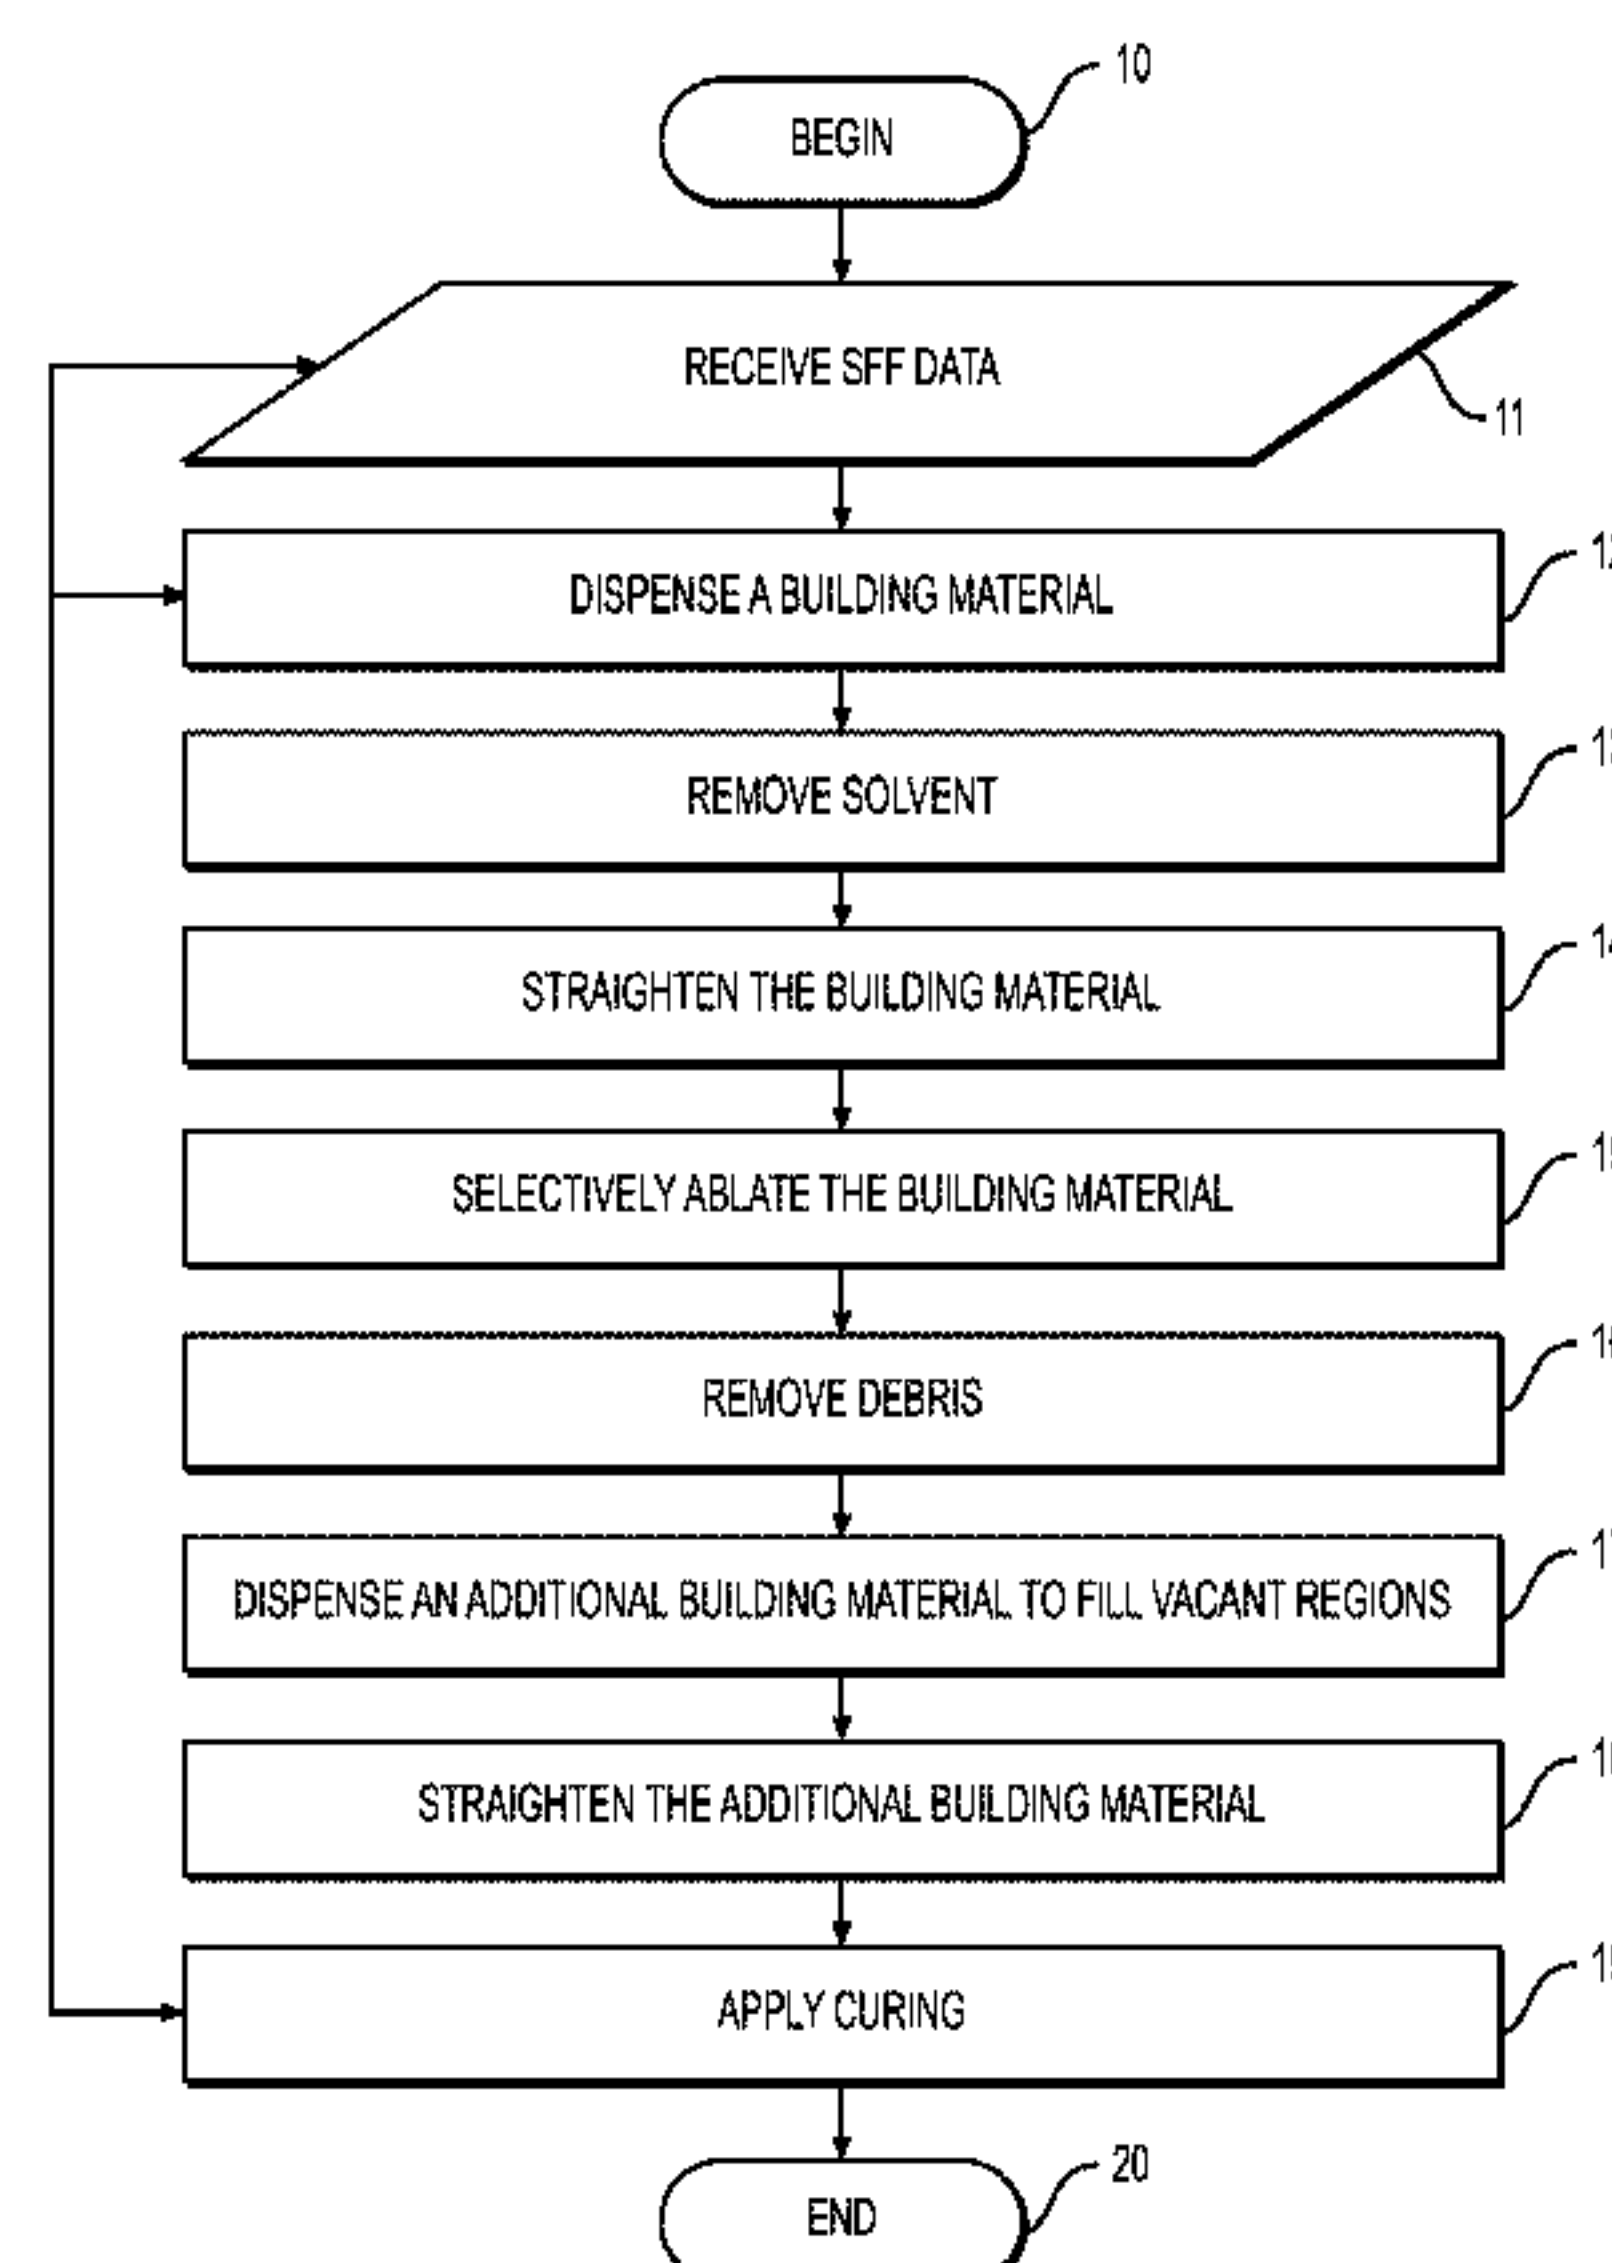 10
BEGIN
RECEIVE SFF DATA
11
DISPENSE A BUILDING MATERIAL
REMOVE SOLVENT
STRAIGHTEN THE BUILDING MATERIAL
SELECTIVELY ABLATE THE BUILDING MATERIAL
REMOVE DEBRIS
DISPENSE AN ADDITIONAL BUILDING MATERIAL TO FILL VACANT REGIONS
STRAIGHTEN THE ADDITIONAL BUILDING MATERIAL
APPLY CURING
20
END